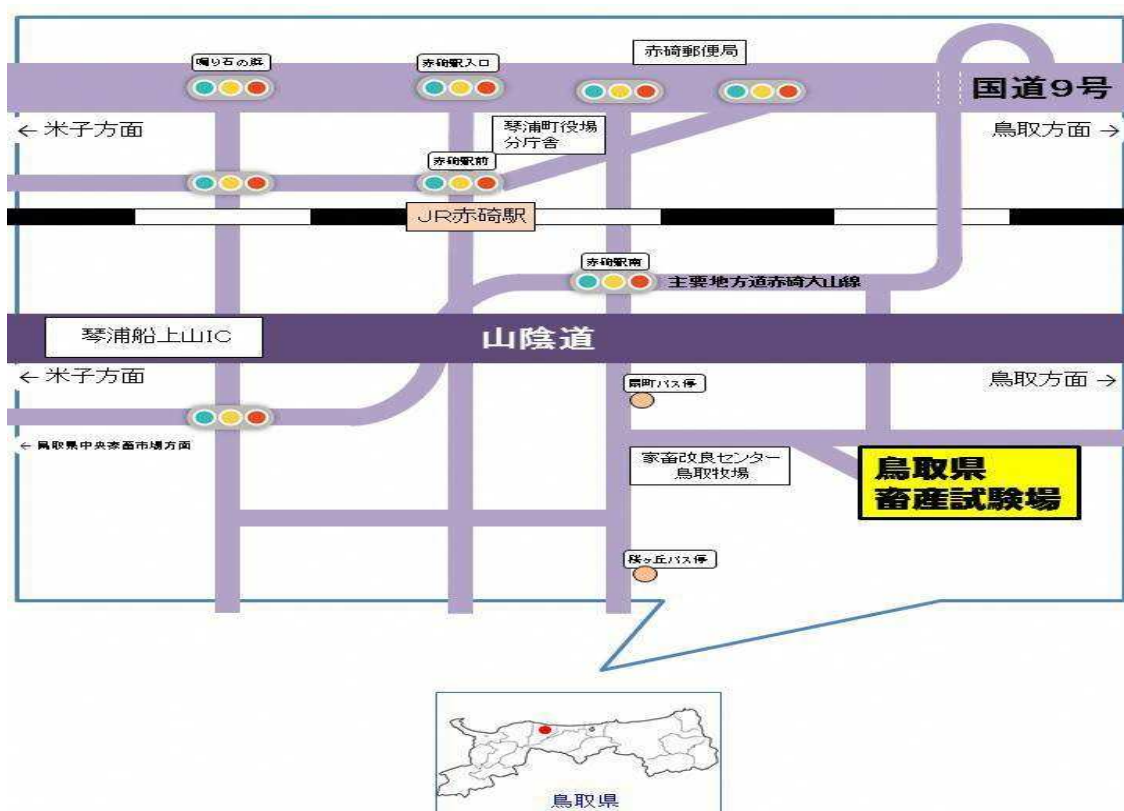 鳴り石の浜
赤碕駅入口
赤碕郵便局
国道9号
← 米子方面
琴浦町役場
分庁舎
鳥取方面 →
赤碕駅前
JR赤碕駅
赤碕駅南
主要地方道赤碕大山線
琴浦船上山IC
山陰道
← 米子方面
鳥取方面 →
← 鳥取県中央家畜市場方面
家畜改良センター
鳥取牧場
鳥取県
畜産試験場
桜ヶ丘バス停
鳥取県